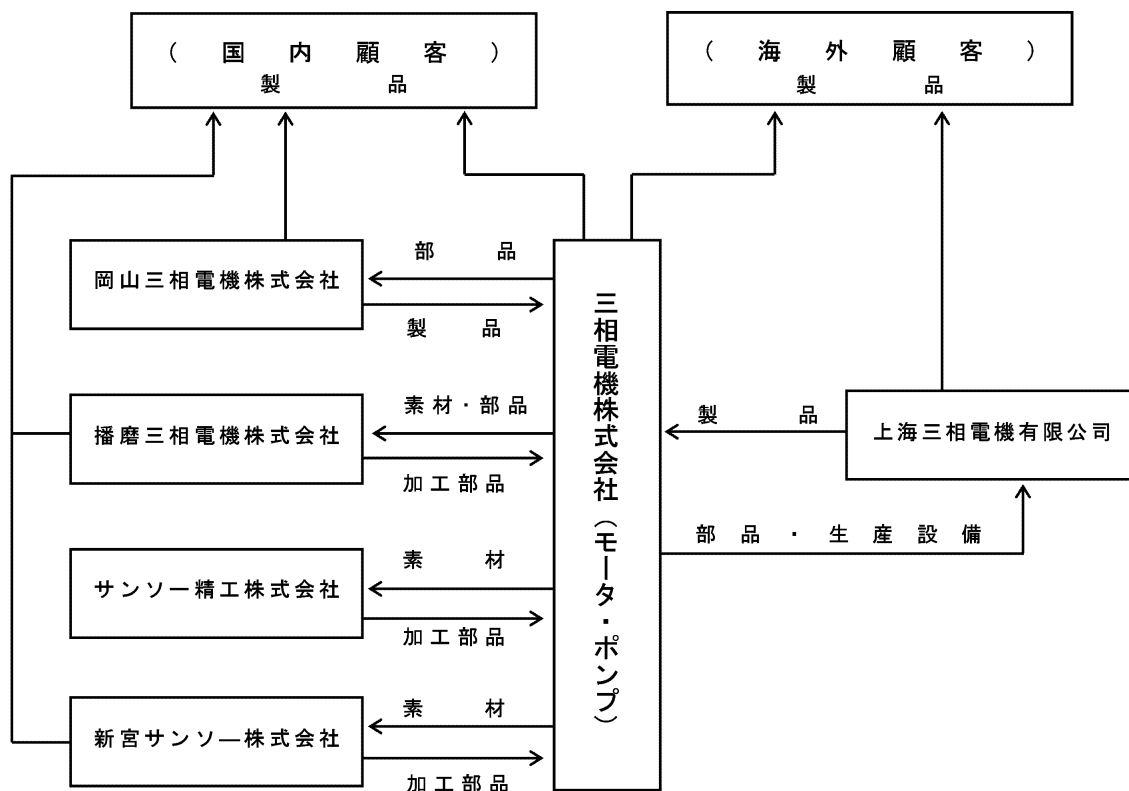 （国内顧客）
製品
（海外顧客）
製品
部品
岡山三相電機株式会社
製品
素材・部品
播磨三相電機株式会社
加工部品
素材
サンソー精工株式会社
加工部品
素材
新宮サンソ―株式会社
加工部品
三相電機株式会社（モータ・ポンプ）
製品
上海三相電機有限公司
部品・生産設備